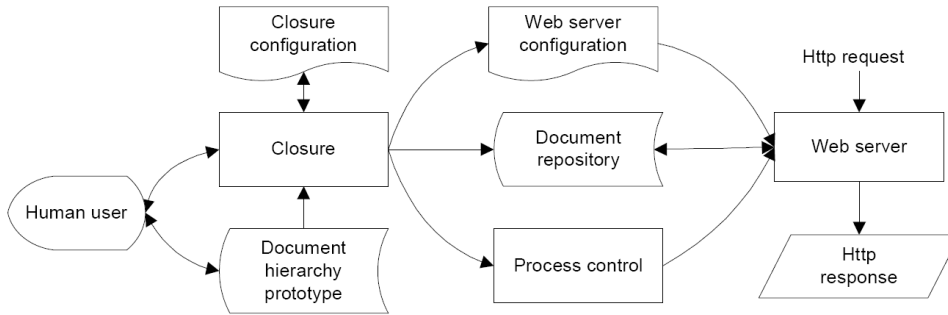 Closure
configuration
Web server
configuration
Http request
Closure
Document
repository
Web server
Human user
Document
hierarchy
prototype
Process control
Http
response